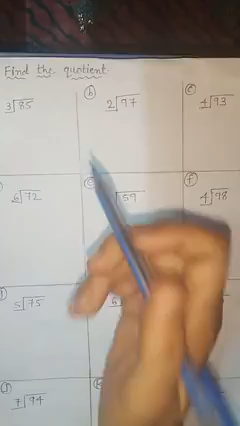 Find the quotient.
(b) (c)
3⟌85 2⟌97 4⟌93
(e) (f)
6⟌72 ⟌59 4⟌98
5⟌75 6
7⟌94